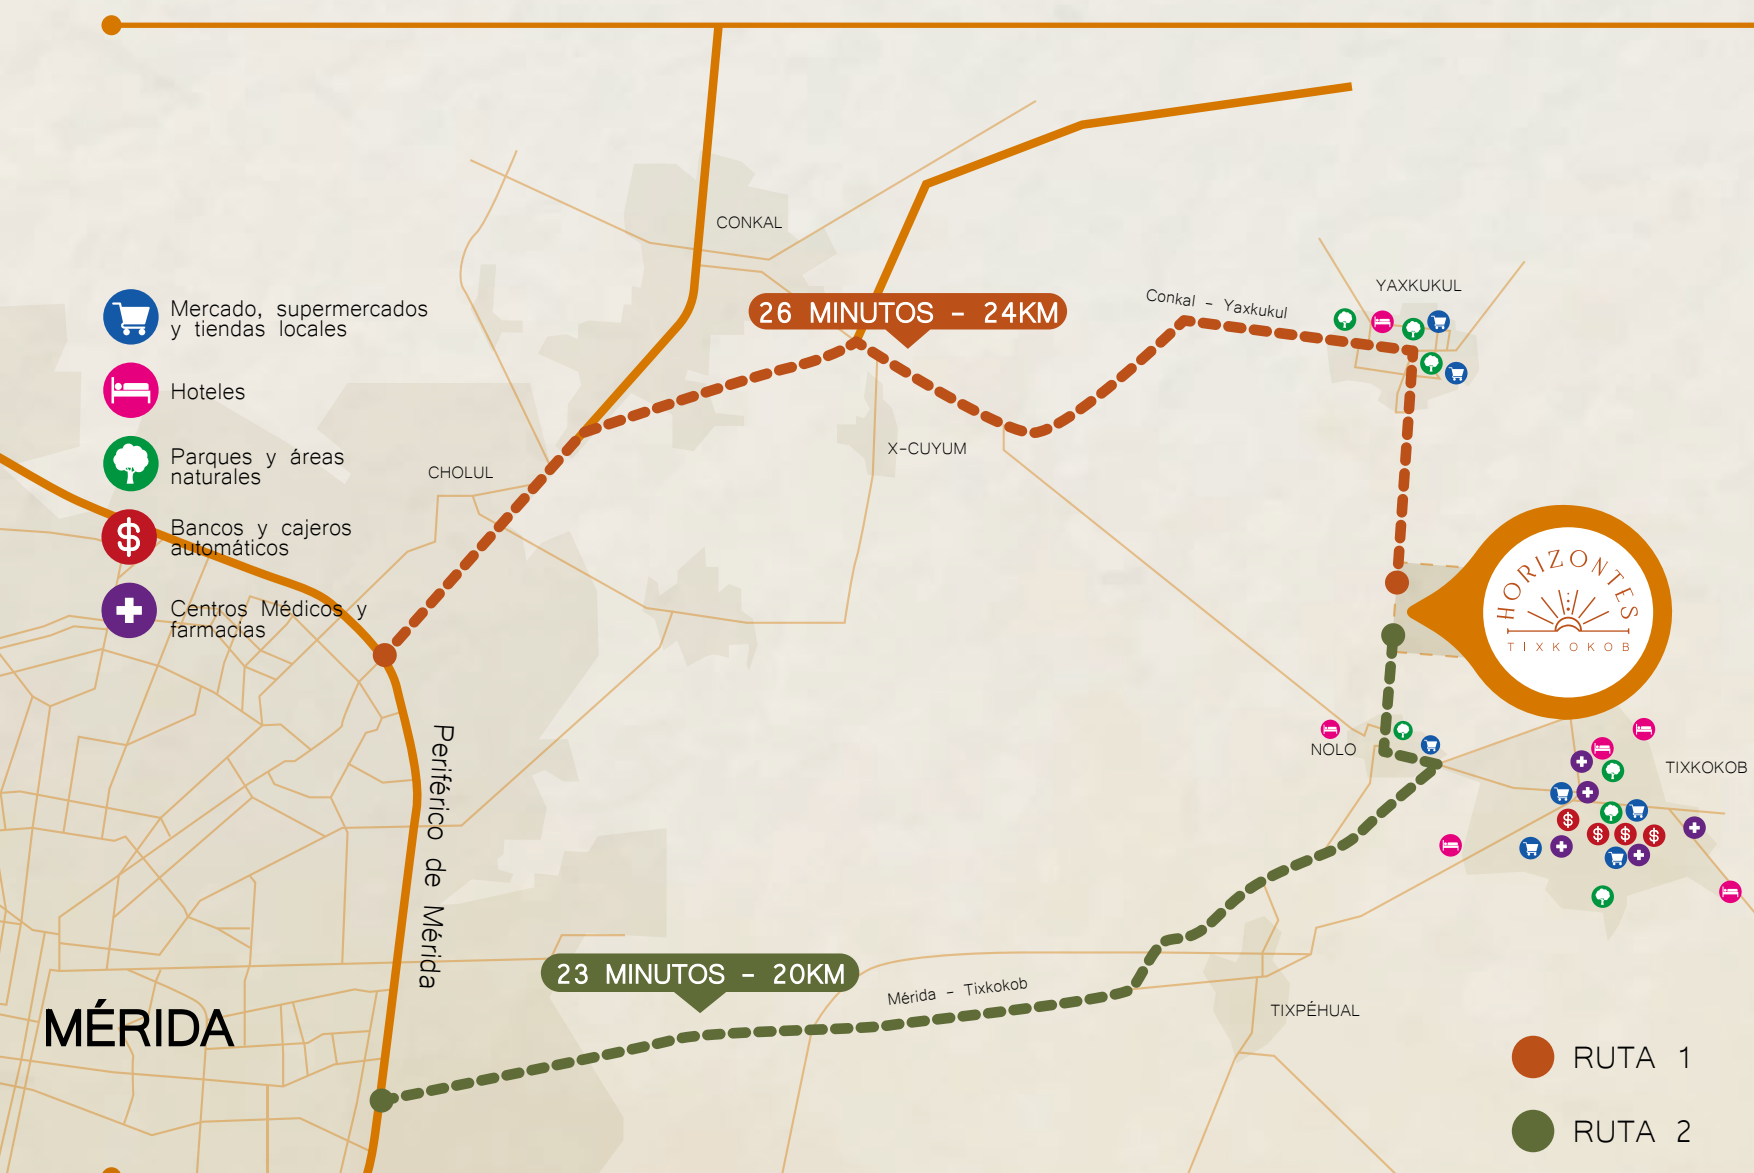 CONKAL
26 MINUTOS - 24KM
Conkal - Yaxkukul
YAXKUKUL
Mercado, supermercados
y tiendas locales
Hoteles
Parques y áreas
naturales
Bancos y cajeros
automáticos
Centros Médicos y
farmacias
CHOLUL
X-CUYUM
HORIZONTES
TIXKOKOB
Periférico de Mérida
NOLO
TIXKOKOB
23 MINUTOS - 20KM
Mérida - Tixkokob
TIXPÉHUAL
MÉRIDA
RUTA 1
RUTA 2